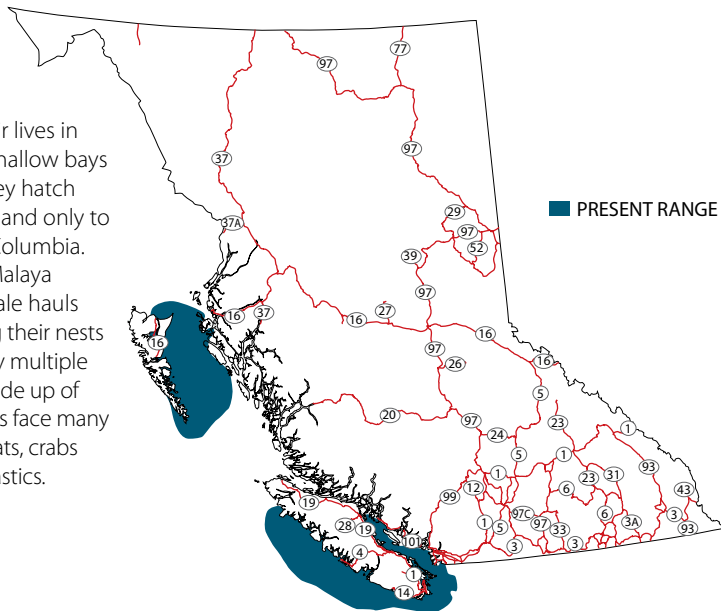 r lives in
hallow bays
ey hatch
and only to
Columbia.
Malaya
ale hauls
g their nests
y multiple
de up of
s face many
ats, crabs
stics.
PRESENT RANGE
77
97
97
37
29
37A
97
52
39
97
27
16
37
16
16
16
97
26
16
5
20
23
97
24
1
5
1
93
1
23
31
12
6
43
99
19
28
19
97C
6
1
5
97
33
3A
3
93
101
3
3
4
1
14